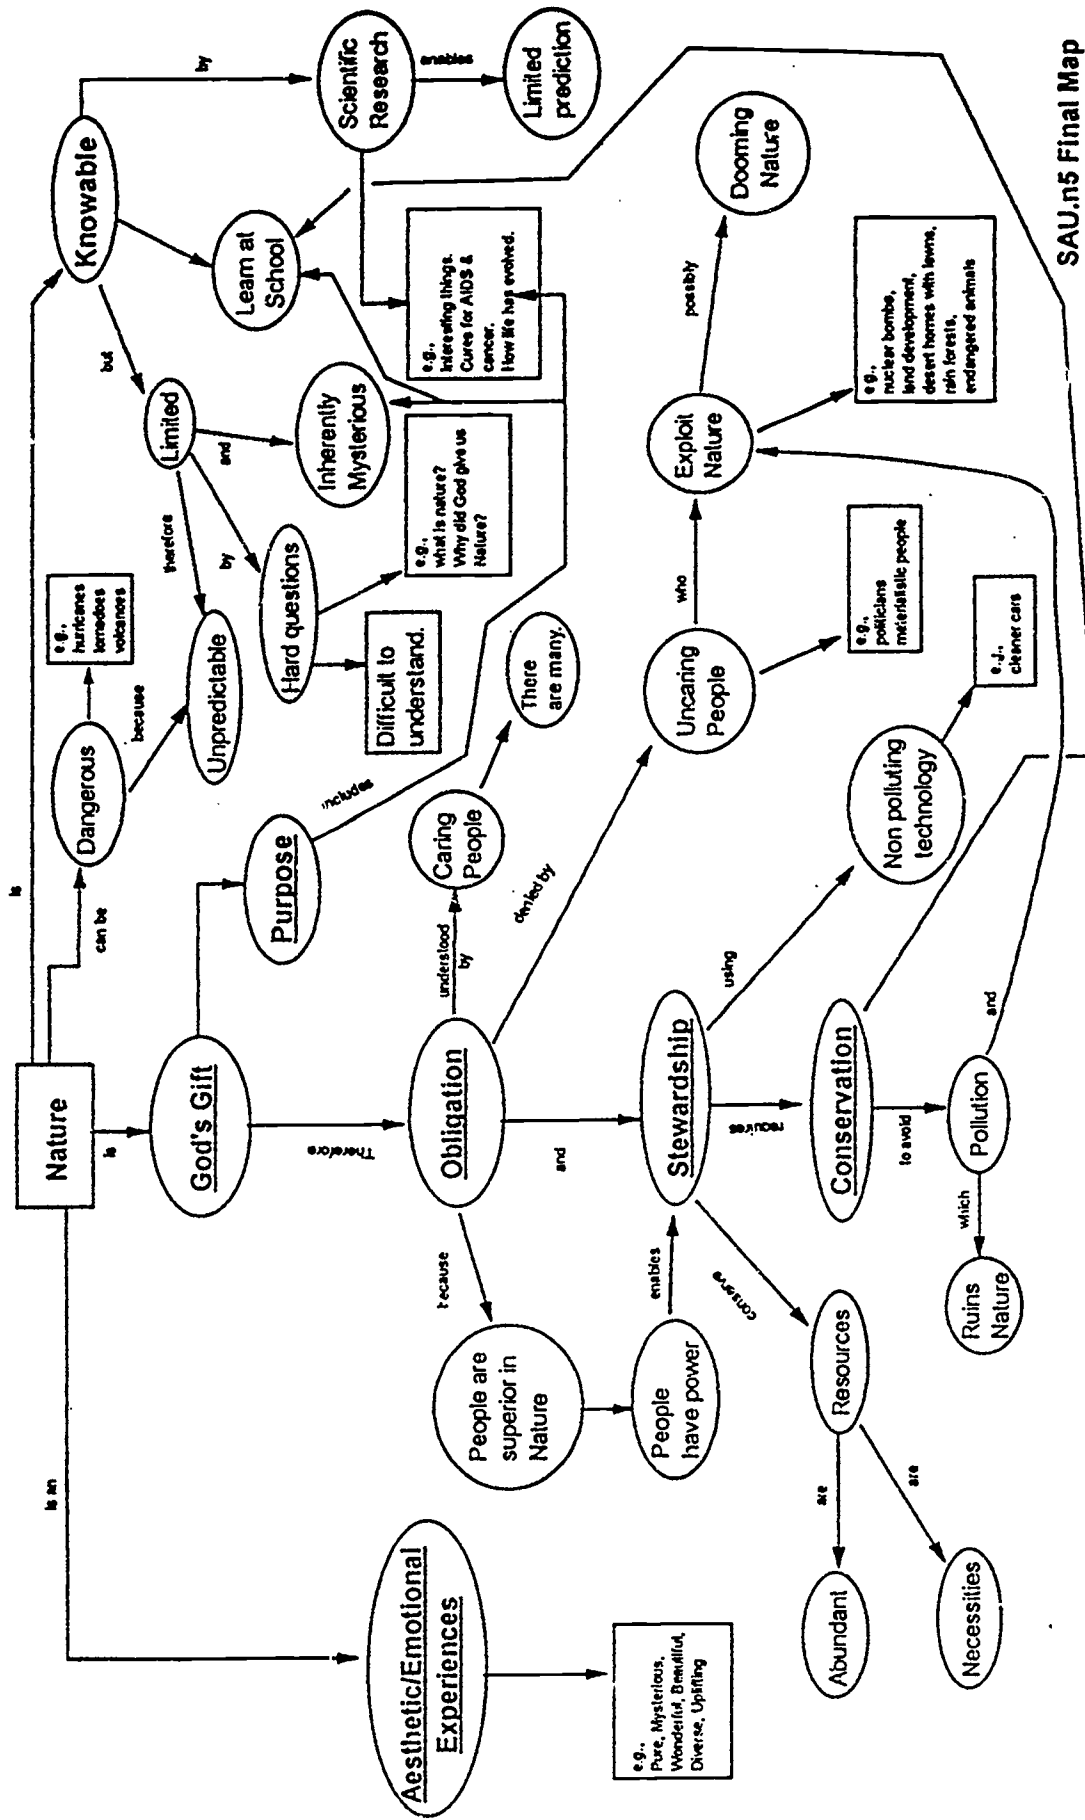 Nature
is
can be
is
is an
Knowable
by
Scientific
Research
enables
Limited
prediction
Learn at
School
but
Limited
and
Inherently
Mysterious
therefore
by
Unpredictable
Hard questions
Difficult to
understand.
e.g.,
what is nature?
Why did God give us
Nature?
e.g.,
Interesting things.
Cures for AIDS &
cancer.
How life has evolved.
Dangerous
because
e.g.,
hurricanes
tornadoes
volcanoes
God's Gift
Purpose
includes
Therefore
Obligation
understood
by
Caring
People
There
are many.
denied by
Uncaring
People
who
Exploit
Nature
possibly
Dooming
Nature
e.g.,
nuclear bombs,
land development,
desert homes with lawns,
rain forests,
endangered animals
e.g.,
politicians
materialistic people
because
People are
superior in
Nature
People
have power
enables
and
Stewardship
using
Non polluting
technology
e.g.,
cleaner cars
requires
Conservation
to avoid
Pollution
and
which
Ruins
Nature
conserve
Resources
are
Abundant
are
Necessities
Aesthetic/Emotional
Experiences
e.g.,
Pure, Mysterious,
Wonderful, Beautiful,
Diverse, Uplifting
SAU.n5 Final Map